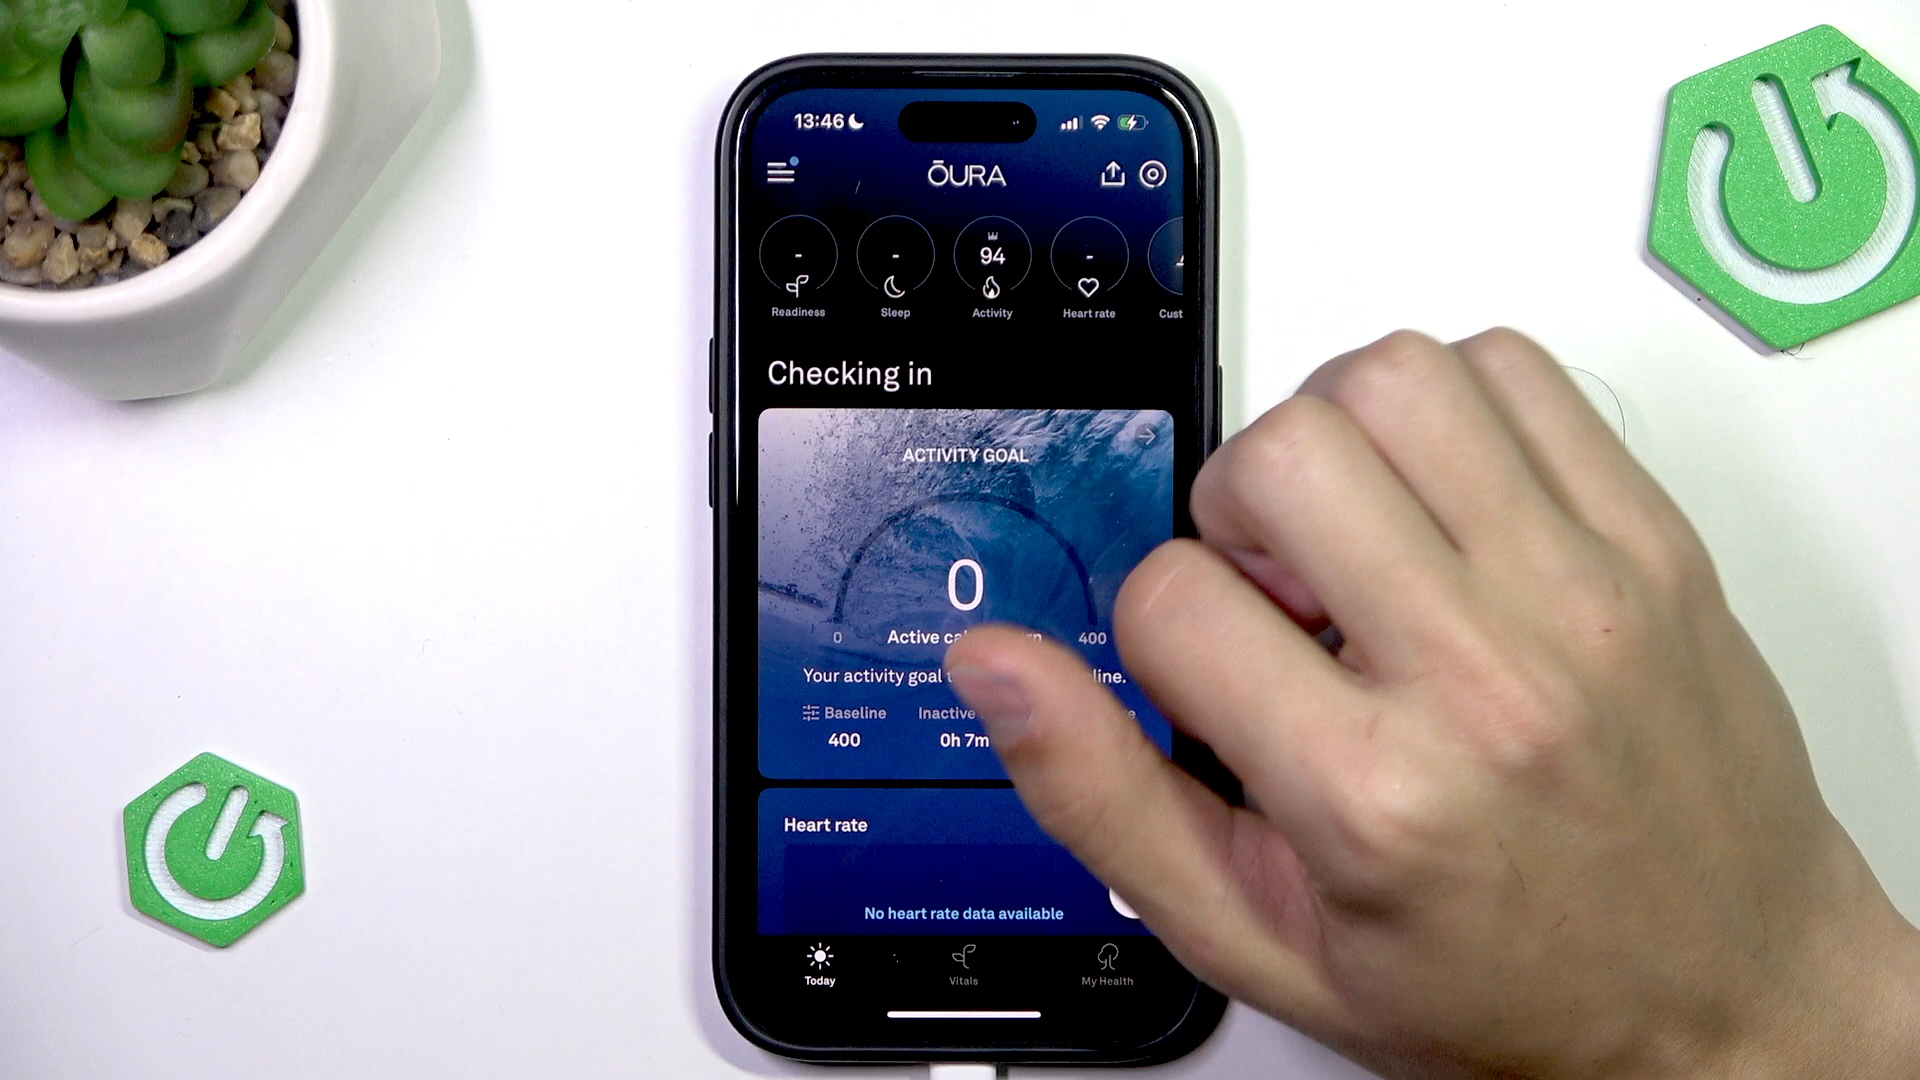 13:46
ŌURA
- - 94 -
Readiness Sleep Activity Heart rate Cust
Checking in
ACTIVITY GOAL
0
0 Active 400
Your activity goal
Baseline Inactive
400 0h 7m
Heart rate
No heart rate data available
Today Vitals My Health